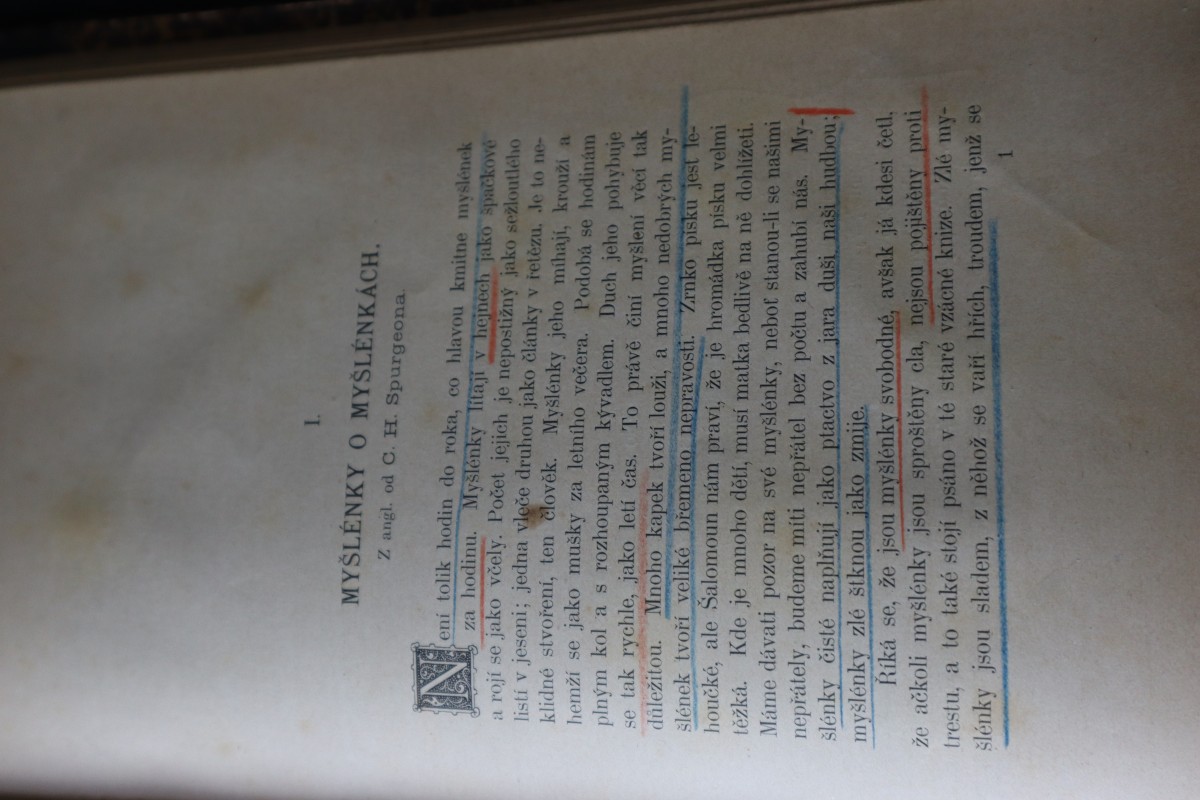 I.
MYŠLÉNKY O MYŠLÉNKÁCH.
Z angl. od C. H. Spurgeona.
Není tolik hodin do roka, co hlavou kmitne myšlének
za hodinu. Myšlénky lítají v hejnech jako špačkové
a rojí se jako včely. Počet jejich je nepostižný jako sežloutlého
listí v jeseni; jedna vleče druhou jako články v řetězu. Je to ne-
klidné stvoření, ten člověk. Myšlénky jeho míhají, krouží a
hemží se jako mušky za letního večera. Podobá se hodinám
plným kol a s rozhoupaným kývadlem. Duch jeho pohybuje
se tak rychle, jako letí čas. To právě činí myšlení věcí tak
důležitou. Mnoho kapek tvoří louži, a mnoho nedobrých my-
šlének tvoří veliké břemeno nepravosti. Zrnko písku jest le-
houčké, ale Šalomoun nám praví, že je hromádka písku velmi
těžká. Kde je mnoho dětí, musí matka bedlivě na ně dohlížeti.
Máme dávati pozor na své myšlénky, neboť stanou-li se našimi
nepřátely, budeme míti nepřátel bez počtu a zahubí nás. My-
šlénky čisté naplňují jako ptactvo z jara duši naši hudbou;
myšlénky zlé štknou jako zmije.
Říká se, že jsou myšlénky svobodné, avšak já kdesi četl,
že ačkoli myšlénky jsou sproštěny cla, nejsou pojištěny proti
trestu, a to také stojí psáno v té staré vzácné knize. Zlé my-
šlénky jsou sladem, z něhož se vaří hřích, troudem, jenž se
1